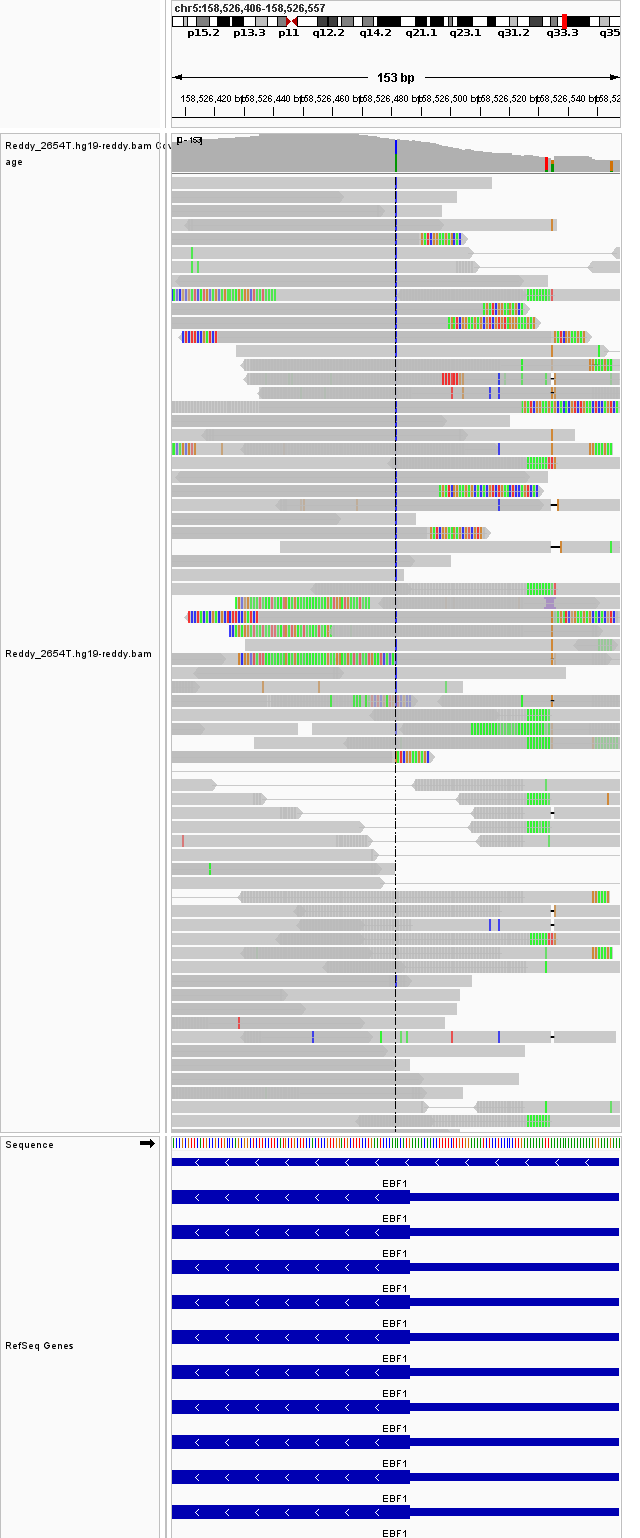 chr5:158,526,406-158,526,557
p15.2 p13.3 p11 q12.2 q14.2 q21.1 q23.1 q31.2 q33.3 q35
153 bp
158,526,420 bp 158,526,440 bp 158,526,460 bp 158,526,480 bp 158,526,500 bp 158,526,520 bp 158,526,540 bp 158,52
Reddy_2654T.hg19-reddy.bam Cov
age
[0 - 153]
Reddy_2654T.hg19-reddy.bam
Sequence
EBF1
EBF1
EBF1
EBF1
EBF1
RefSeq Genes
EBF1
EBF1
EBF1
EBF1
EBF1
EBF1